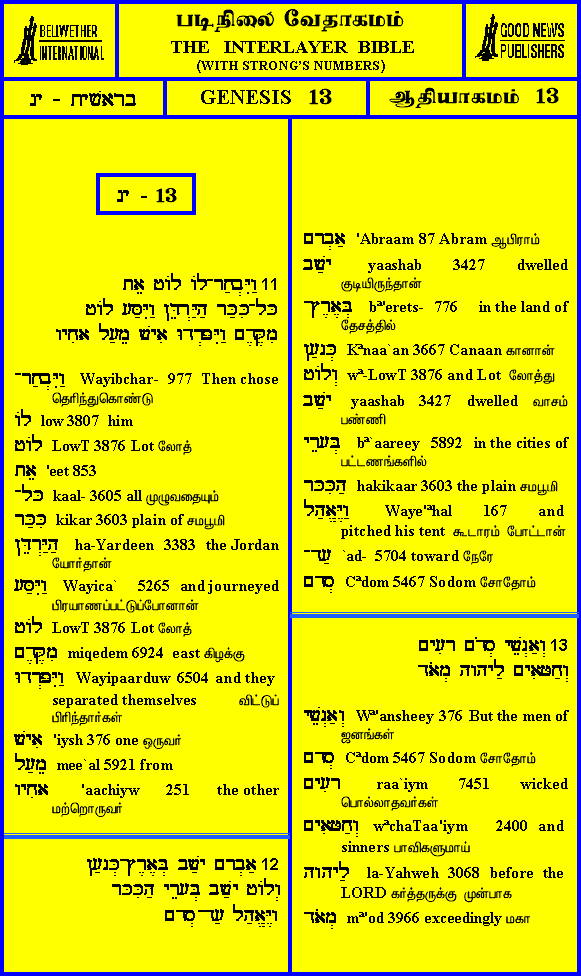 BELLWETHER
INTERNATIONAL
படிநிலை வேதாகமம்
THE INTERLAYER BIBLE
(WITH STRONG'S NUMBERS)
GOOD NEWS
PUBLISHERS
בראשית - יג
GENESIS 13
ஆதியாகமம் 13
יג - 13
11 וַיִּבְחַר־לוֹ לוֹט אֵת
כָּל־כִּכַּר הַיַּרְדֵּן וַיִּסַּע לוֹט
מִקֶּדֶם וַיִּפָּרְדוּ אִישׁ מֵעַל אָחִיו
וַיִּבְחַר־ Wayibchar- 977 Then chose
தெரிந்துகொண்டு
לוֹ low 3807 him
לוֹט LowT 3876 Lot லோத்
אֵת 'eet 853
כָּל־ kaal- 3605 all முழுவதையும்
כִּכַּר kikar 3603 plain of சமபூமி
הַיַּרְדֵּן ha-Yardeen 3383 the Jordan
யோர்தான்
וַיִּסַּע Wayica` 5265 and journeyed
பிரயாணப்பட்டுப்போனான்
לוֹט LowT 3876 Lot லோத்
מִקֶּדֶם miqedem 6924 east கிழக்கு
וַיִּפָּרְדוּ Wayipaarduw 6504 and they
separated themselves விட்டுப்
பிரிந்தார்கள்
אִישׁ 'iysh 376 one ஒருவர்
מֵעַל mee`al 5921 from
אָחִיו 'aachiyw 251 the other
மற்றொருவர்
12 אַבְרָם יָשַׁב בְּאֶרֶץ־כְּנָעַן
וְלוֹט יָשַׁב בְּעָרֵי הַכִּכָּר
וַיֶּאֱהַל עַד־סְדֹם
אַבְרָם 'Abraam 87 Abram ஆபிராம்
יָשַׁב yaashab 3427 dwelled
குடியிருந்தான்
בְּאֶרֶץ־ bª'erets- 776 in the land of
தேசத்தில்
כְּנָעַן Kªnaa`an 3667 Canaan கானான்
וְלוֹט wª-LowT 3876 and Lot லோத்து
יָשַׁב yaashab 3427 dwelled வாசம்
பண்ணி
בְּעָרֵי bª`aareey 5892 in the cities of
பட்டணங்களில்
הַכִּכָּר hakikaar 3603 the plain சமபூமி
וַיֶּאֱהַל Waye'ªhal 167 and
pitched his tent கூடாரம் போட்டான்
עַד־ `ad- 5704 toward நேரே
סְדֹם Cªdom 5467 Sodom சோதோம்
13 וְאַנְשֵׁי סְדֹם רָעִים
וְחַטָּאִים לַיהוָה מְאֹד
וְאַנְשֵׁי Wª'ansheey 376 But the men of
ஜனங்கள்
סְדֹם Cªdom 5467 Sodom சோதோம்
רָעִים raa`iym 7451 wicked
பொல்லாதவர்கள்
וְחַטָּאִים wªchaTaa'iym 2400 and
sinners பாவிகளுமாய்
לַיהוָה la-Yahweh 3068 before the
LORD கர்த்தருக்கு முன்பாக
מְאֹד mª'od 3966 exceedingly மகா